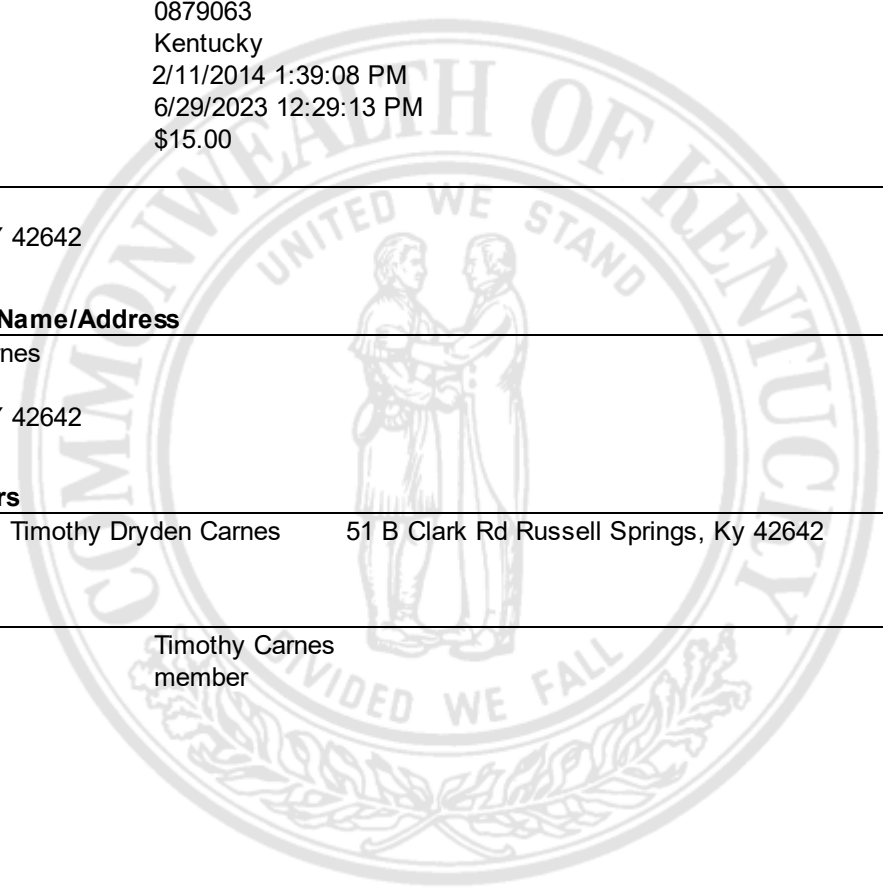 0879063
Kentucky
2/11/2014 1:39:08 PM
6/29/2023 12:29:13 PM
$15.00
42642
Name/Address
nes
42642
rs
Timothy Dryden Carnes 51 B Clark Rd Russell Springs, Ky 42642
Timothy Carnes
member
COMMONWEALTH OF KENTUCKY
UNITED WE STAND
DIVIDED WE FALL